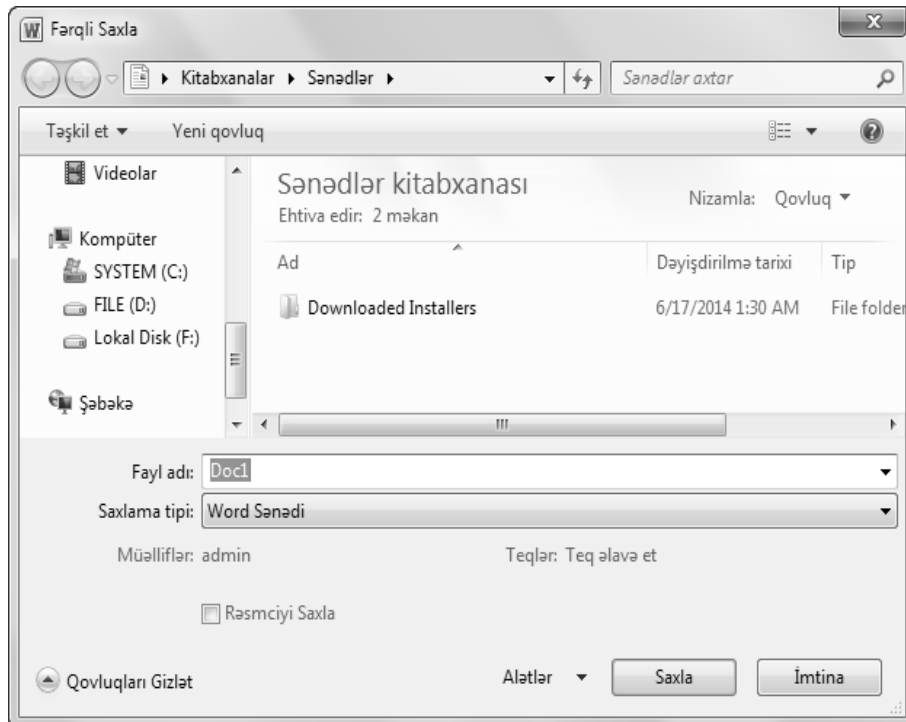 Fərqli Saxla
Kitabxanalar Sənədlər
Sənədlər axtar
Təşkil et Yeni qovluq
Videolar
Kompüter
SYSTEM (C:)
FILE (D:)
Lokal Disk (F:)
Şəbəkə
Sənədlər kitabxanası
Ehtiva edir: 2 məkan
Nizamla: Qovluq
Ad Dəyişdirilmə tarixi Tip
Downloaded Installers 6/17/2014 1:30 AM File folder
Fayl adı: Doc1
Saxlama tipi: Word Sənədi
Müəlliflər: admin Teqlər: Teq əlavə et
Rəsmciyi Saxla
Qovluqları Gizlət Alətlər Saxla İmtina